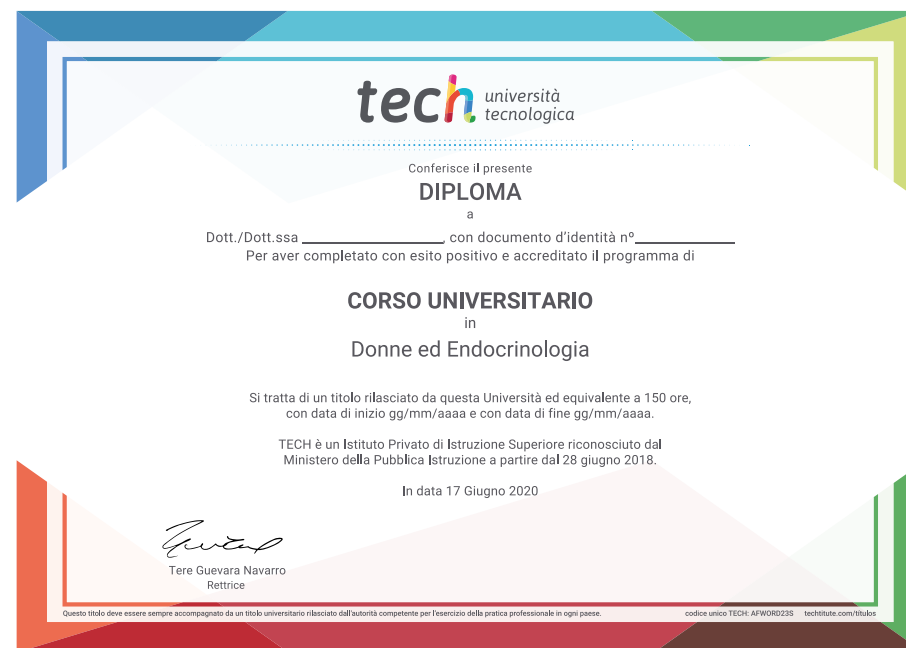 tech università
tecnologica
Conferisce il presente
DIPLOMA
a
Dott./Dott.ssa ____________________, con documento d'identità nº______________
Per aver completato con esito positivo e accreditato il programma di
CORSO UNIVERSITARIO
in
Donne ed Endocrinologia
Si tratta di un titolo rilasciato da questa Università ed equivalente a 150 ore,
con data di inizio gg/mm/aaaa e con data di fine gg/mm/aaaa.
TECH è un Istituto Privato di Istruzione Superiore riconosciuto dal
Ministero della Pubblica Istruzione a partire dal 28 giugno 2018.
In data 17 Giugno 2020
Tere Guevara Navarro
Rettrice
Questo titolo deve essere sempre accompagnato da un titolo universitario rilasciato dall'autorità competente per l'esercizio della pratica professionale in ogni paese. codice unico TECH: AFWORD23S techtitute.com/titulos